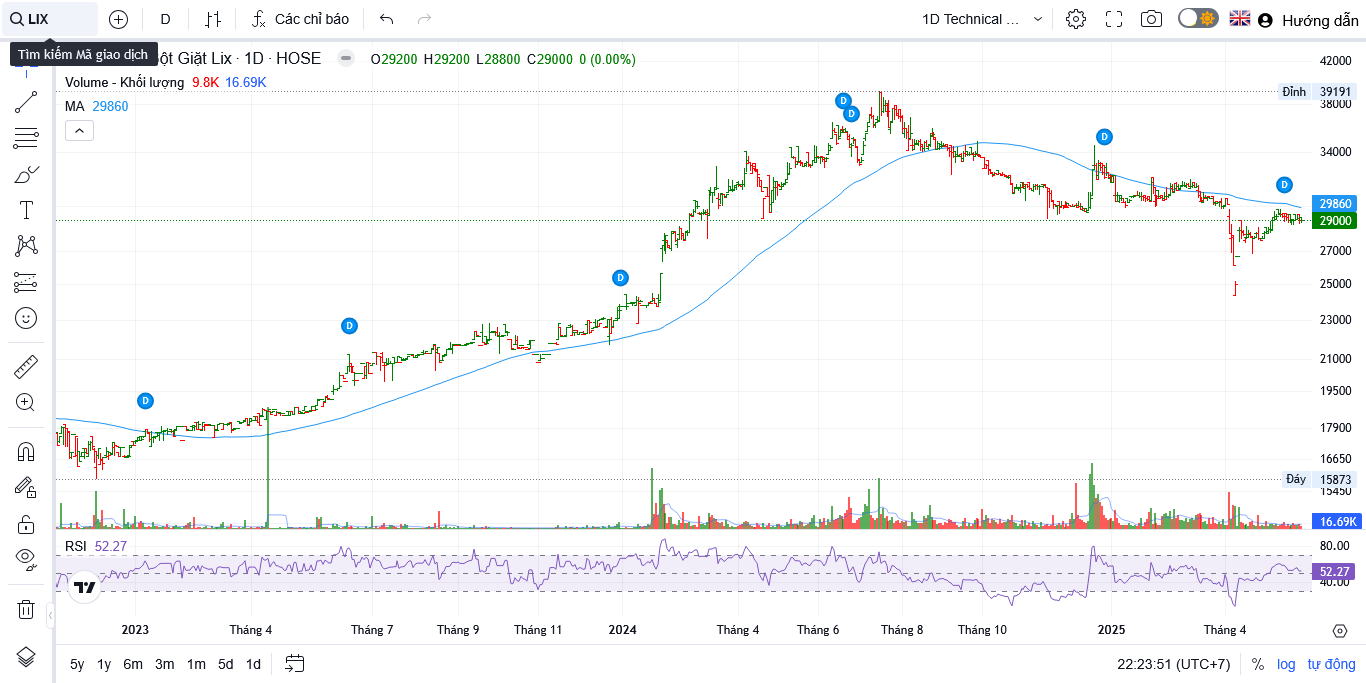 LIX
D
Các chỉ báo
1D Technical ...
Hướng dẫn
Tìm kiếm Mã giao dịch
ột Giặt Lix · 1D · HOSE
O29200 H29200 L28800 C29000 0 (0.00%)
Volume - Khối lượng 9.8K 16.69K
MA 29860
42000
Đỉnh 39191
38000
34000
29860
29000
27000
25000
23000
21000
19500
17900
16650
Đáy 15873
15450
16.69K
D
D
D
D
D
D
D
RSI 52.27
80.00
52.27
40.00
2023 Tháng 4 Tháng 7 Tháng 9 Tháng 11 2024 Tháng 4 Tháng 6 Tháng 8 Tháng 10 2025 Tháng 4
5y 1y 6m 3m 1m 5d 1d
22:23:51 (UTC+7) % log tự động